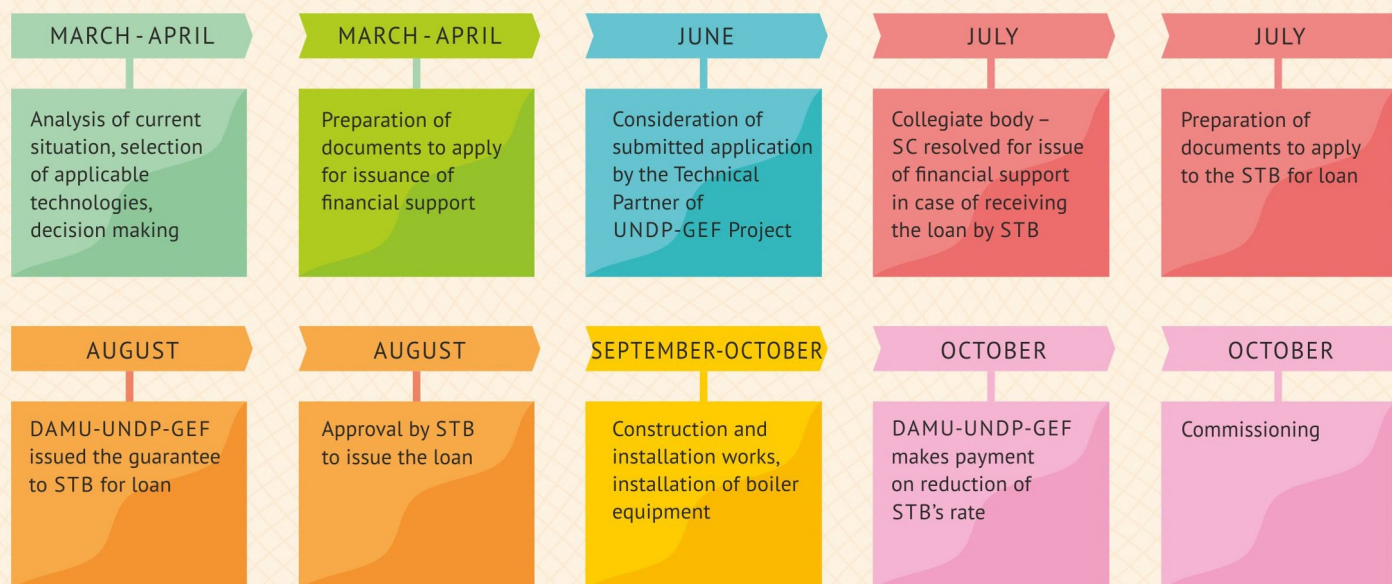 MARCH - APRIL
Analysis of current
situation, selection
of applicable
technologies,
decision making
MARCH - APRIL
Preparation of
documents to apply
for issuance of
financial support
JUNE
Consideration of
submitted application
by the Technical
Partner of
UNDP-GEF Project
JULY
Collegiate body –
SC resolved for issue
of financial support
in case of receiving
the loan by STB
JULY
Preparation of
documents to apply
to the STB for loan
AUGUST
DAMU-UNDP-GEF
issued the guarantee
to STB for loan
AUGUST
Approval by STB
to issue the loan
SEPTEMBER-OCTOBER
Construction and
installation works,
installation of boiler
equipment
OCTOBER
DAMU-UNDP-GEF
makes payment
on reduction of
STB's rate
OCTOBER
Commissioning